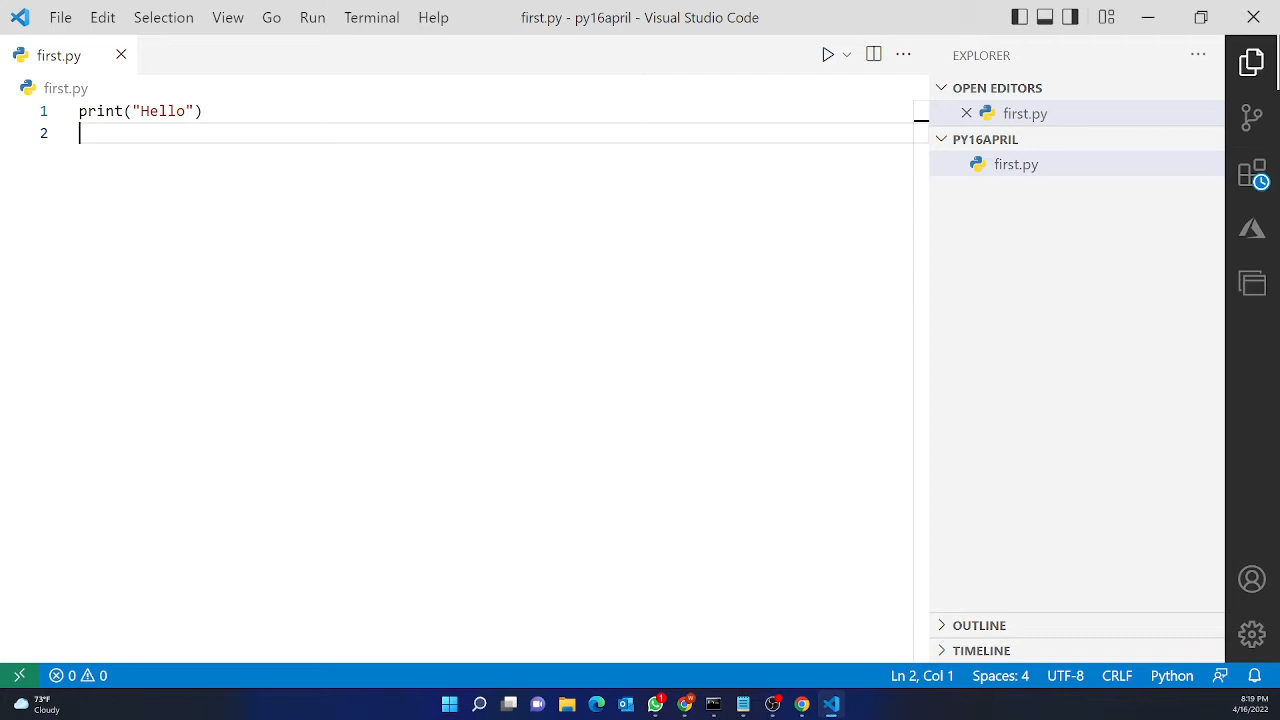 File Edit Selection View Go Run Terminal Help first.py - py16april - Visual Studio Code
first.py
first.py
1 print("Hello")
2
EXPLORER
OPEN EDITORS
first.py
PY16APRIL
first.py
OUTLINE
TIMELINE
0 0 Ln 2, Col 1 Spaces: 4 UTF-8 CRLF Python
73°F
Cloudy
1
W
8:19 PM
4/16/2022